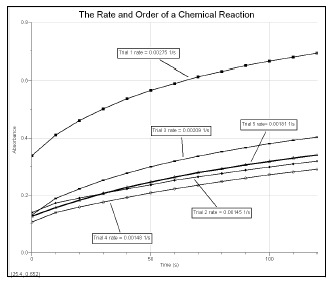 The Rate and Order of a Chemical Reaction
0.8
Trial 1 rate = 0.00275 1/s
0.6
Trial 5 rate= 0.00181 1/s
Trial 3 rate = 0.00209 1/s
Absorbance
0.4
0.2
Trial 2 rate = 0.00145 1/s
Trial 4 rate = 0.00148 1/s
0.0
0
50
100
Time (s)
(25.4, 0.552)